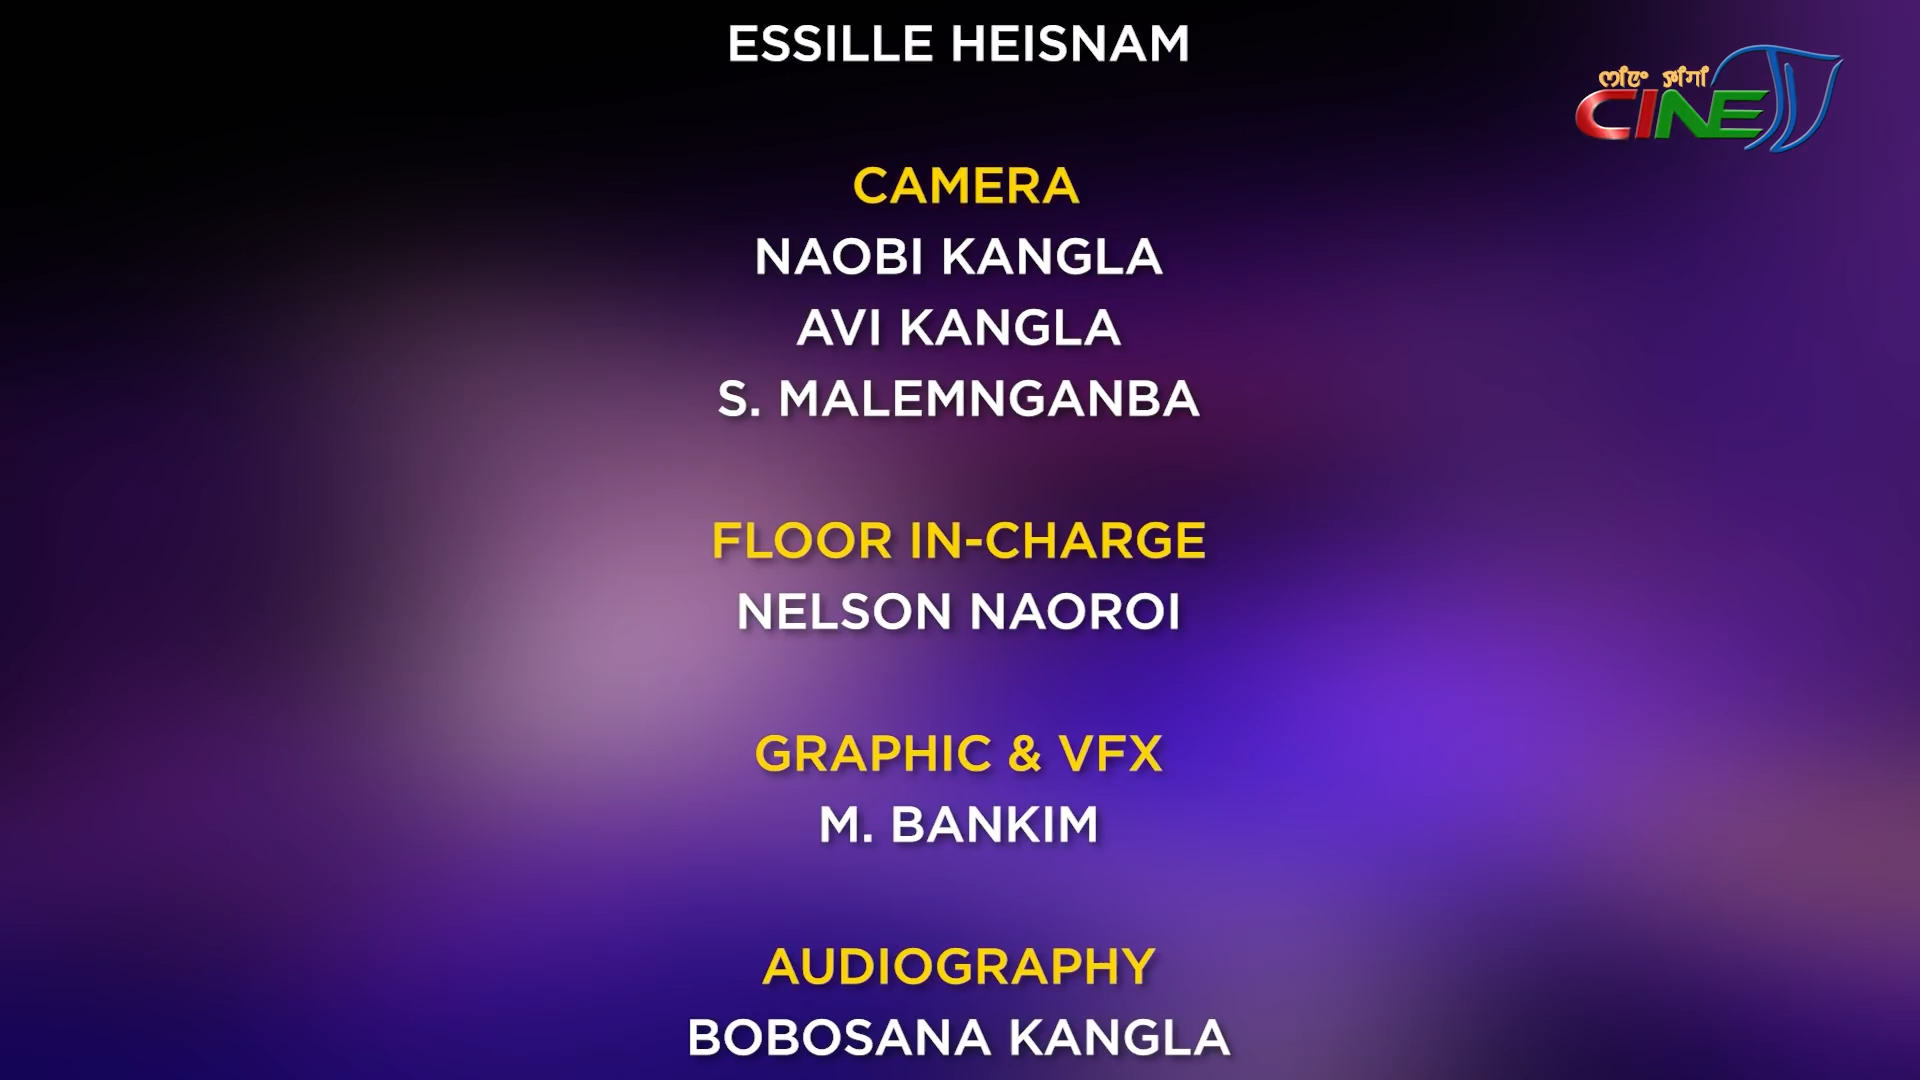 ESSILLE HEISNAM
CINE
CAMERA
NAOBI KANGLA
AVI KANGLA
S. MALEMNGANBA
FLOOR IN-CHARGE
NELSON NAOROI
GRAPHIC & VFX
M. BANKIM
AUDIOGRAPHY
BOBOSANA KANGLA